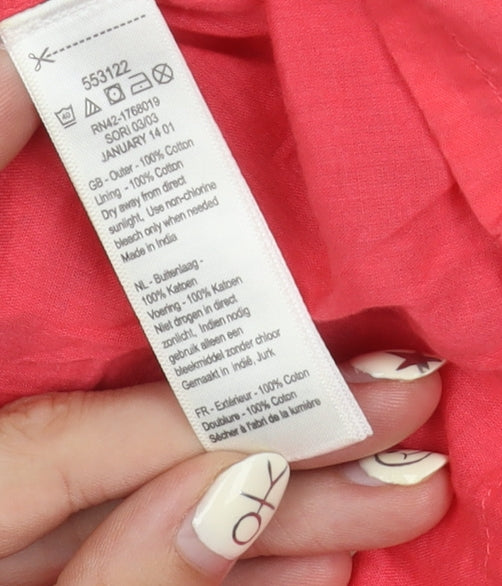 553122
40
RN42-1768019
SORI 03/03
JANUARY 14 01
GB - Outer - 100% Cotton
Lining - 100% Cotton
Dry away from direct
sunlight, Use non-chlorine
bleach only when needed
Made in India
NL - Buitenlaag -
100% Katoen
Voering - 100% Katoen
Niet drogen in direct
zonlicht, Indien nodig
gebruik alleen een
bleekmiddel zonder chloor
Gemaakt in Indië, Jurk
FR - Extérieur - 100% Coton
Doublure - 100% Coton
Sécher à l'abri de la lumière